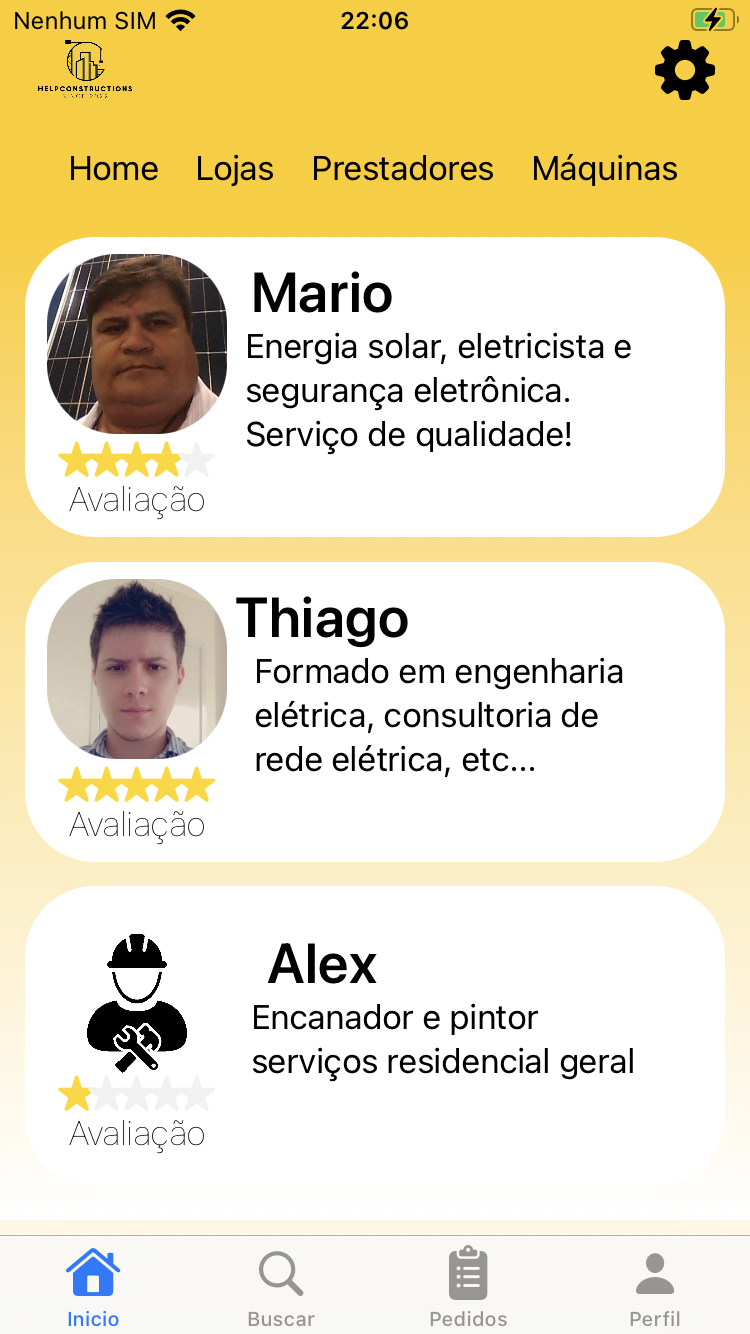 Nenhum SIM 22:06
HELPCONSTRUCTIONS
SINCE 2022
Home Lojas Prestadores Máquinas
Mario
Energia solar, eletricista e
segurança eletrônica.
Serviço de qualidade!
Avaliação
Thiago
Formado em engenharia
elétrica, consultoria de
rede elétrica, etc...
Avaliação
Alex
Encanador e pintor
serviços residencial geral
Avaliação
Inicio Buscar Pedidos Perfil